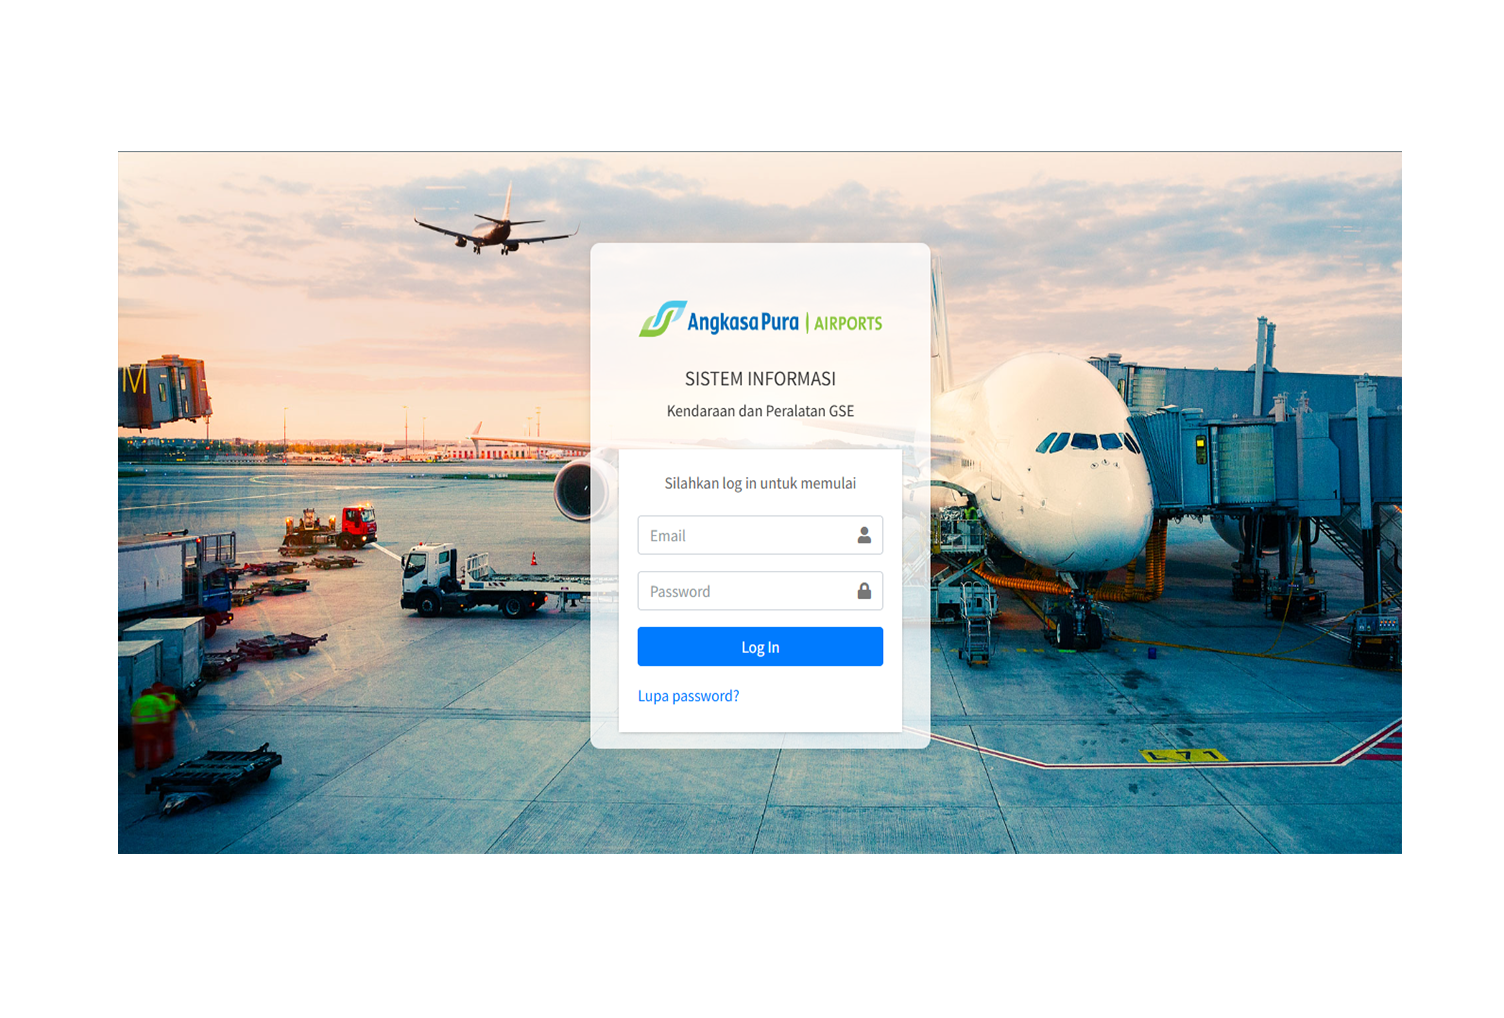 Angkasa Pura | AIRPORTS
SISTEM INFORMASI
Kendaraan dan Peralatan GSE
Silahkan log in untuk memulai
Email
Password
Log In
Lupa password?
M
L71